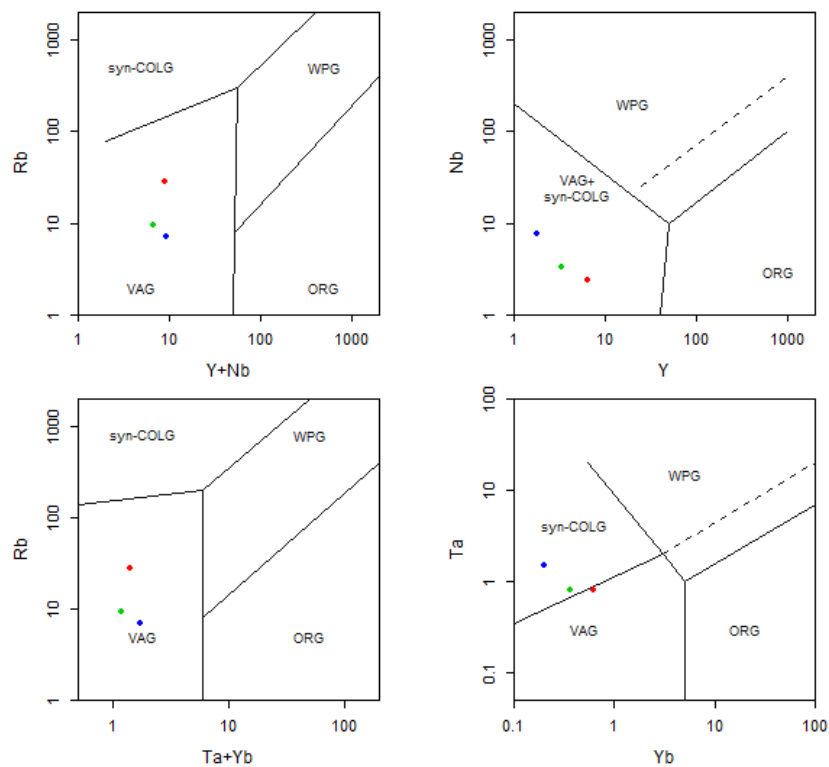 1000
100
10
1
Rb
syn-COLG
WPG
VAG
ORG
1 10 100 1000
Y+Nb
1000
100
10
1
Nb
WPG
VAG+
syn-COLG
ORG
1 10 100 1000
Y
1000
100
10
1
Rb
syn-COLG
WPG
VAG
ORG
1 10 100
Ta+Yb
100
10
1
0.1
Ta
WPG
syn-COLG
VAG
ORG
0.1 1 10 100
Yb